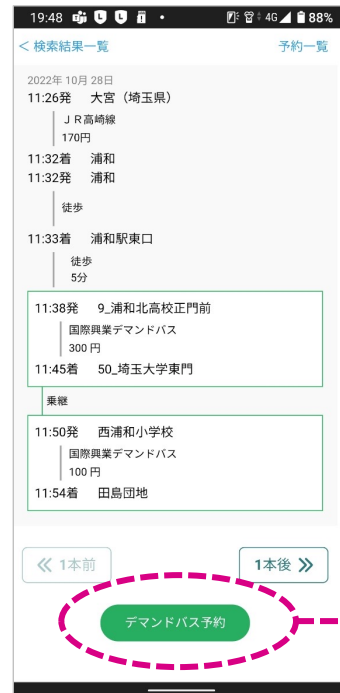 19:48 4G 88%
< 検索結果一覧 予約一覧
2022年 10月 28日
11:26発 大宮（埼玉県）
ＪＲ高崎線
170円
11:32着 浦和
11:32発 浦和
徒歩
11:33着 浦和駅東口
徒歩
5分
11:38発 9_浦和北高校正門前
国際興業デマンドバス
300 円
11:45着 50_埼玉大学東門
乗継
11:50発 西浦和小学校
国際興業デマンドバス
100 円
11:54着 田島団地
≪ 1本前 1本後 ≫
デマンドバス予約